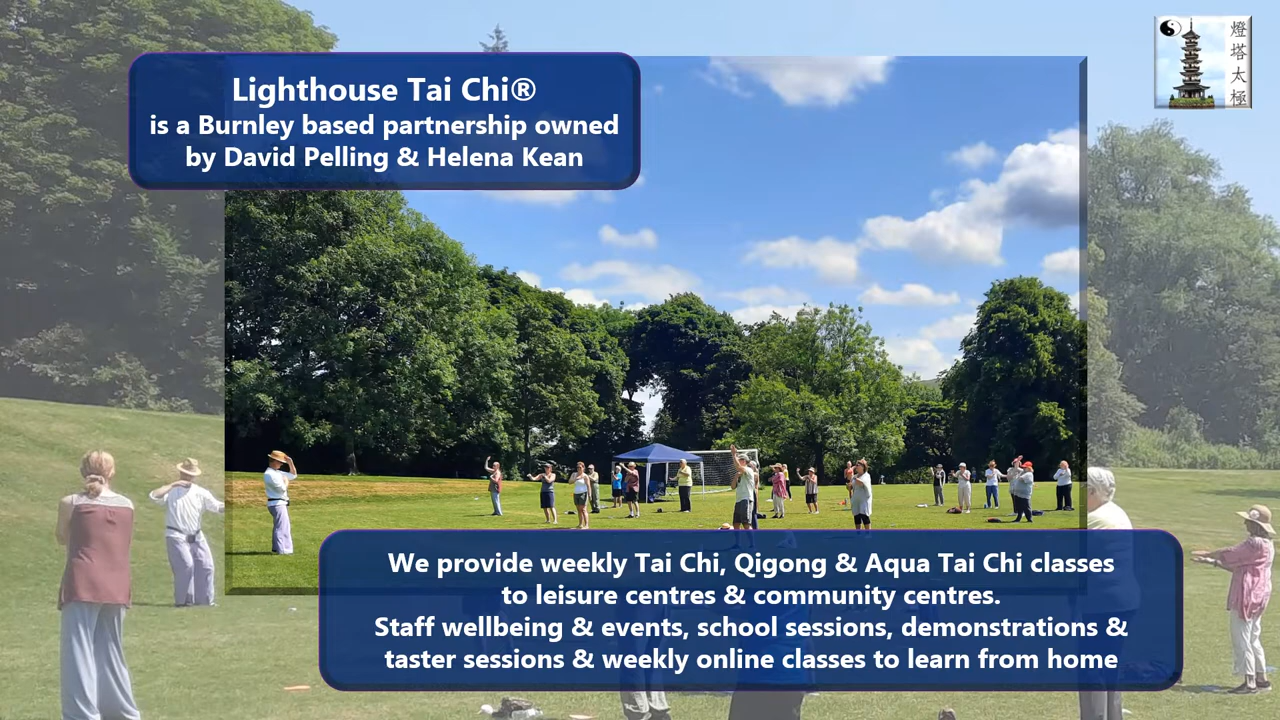 Lighthouse Tai Chi®
is a Burnley based partnership owned
by David Pelling & Helena Kean
燈塔太極
We provide weekly Tai Chi, Qigong & Aqua Tai Chi classes
to leisure centres & community centres.
Staff wellbeing & events, school sessions, demonstrations &
taster sessions & weekly online classes to learn from home